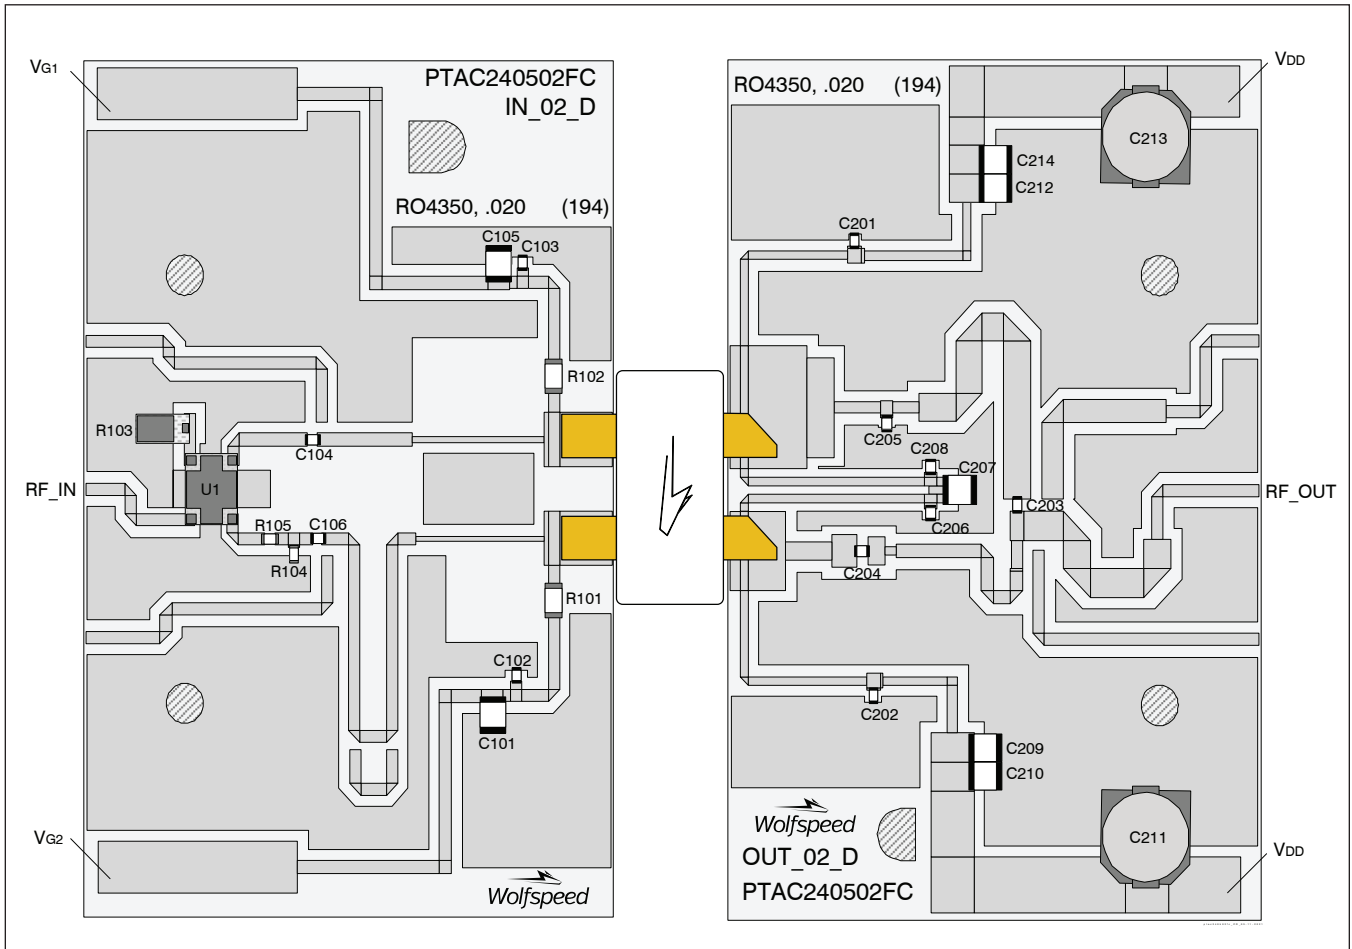 VG1
PTAC240502FC
IN_02_D
RO4350, .020 (194)
C105
C103
R102
R103
C104
RF_IN
U1
R105
C106
R104
R101
C102
C101
VG2
Wolfspeed
RO4350, .020 (194)
VDD
C213
C214
C212
C201
C205
C208
C207
C206
C203
RF_OUT
C204
C202
C209
C210
C211
VDD
Wolfspeed
OUT_02_D
PTAC240502FC